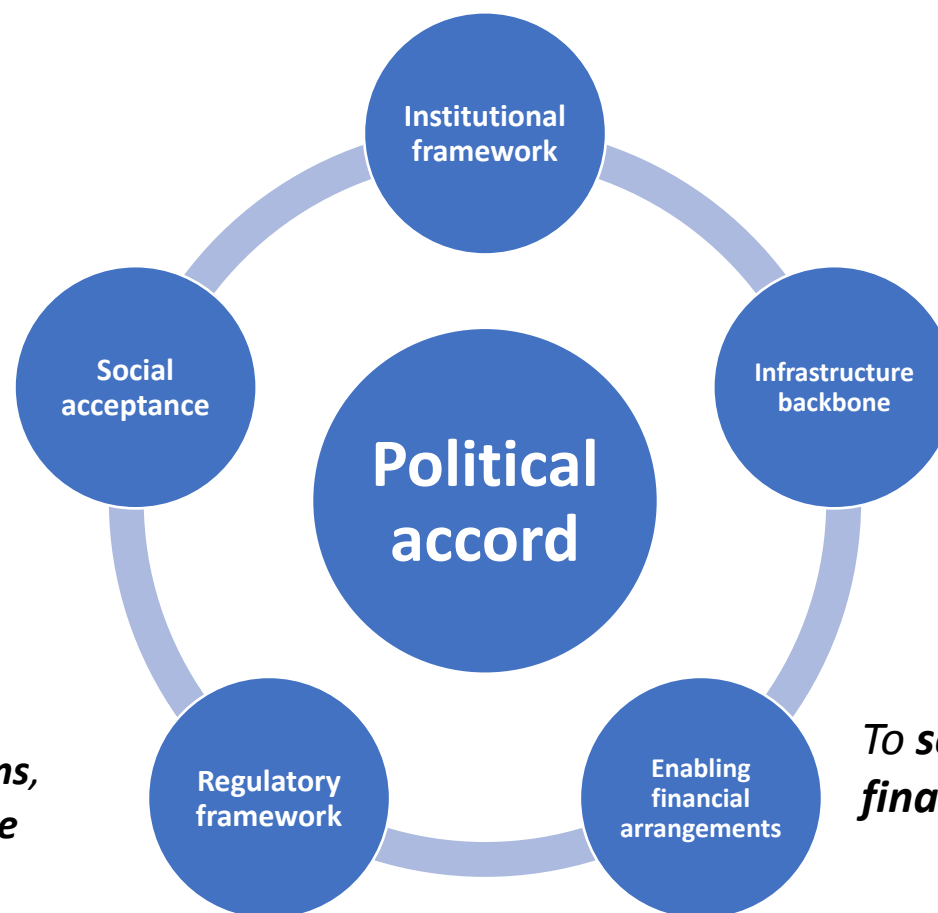 Institutional
framework
Social
acceptance
Infrastructure
backbone
Political
accord
Regulatory
framework
Enabling
financial
arrangements
To